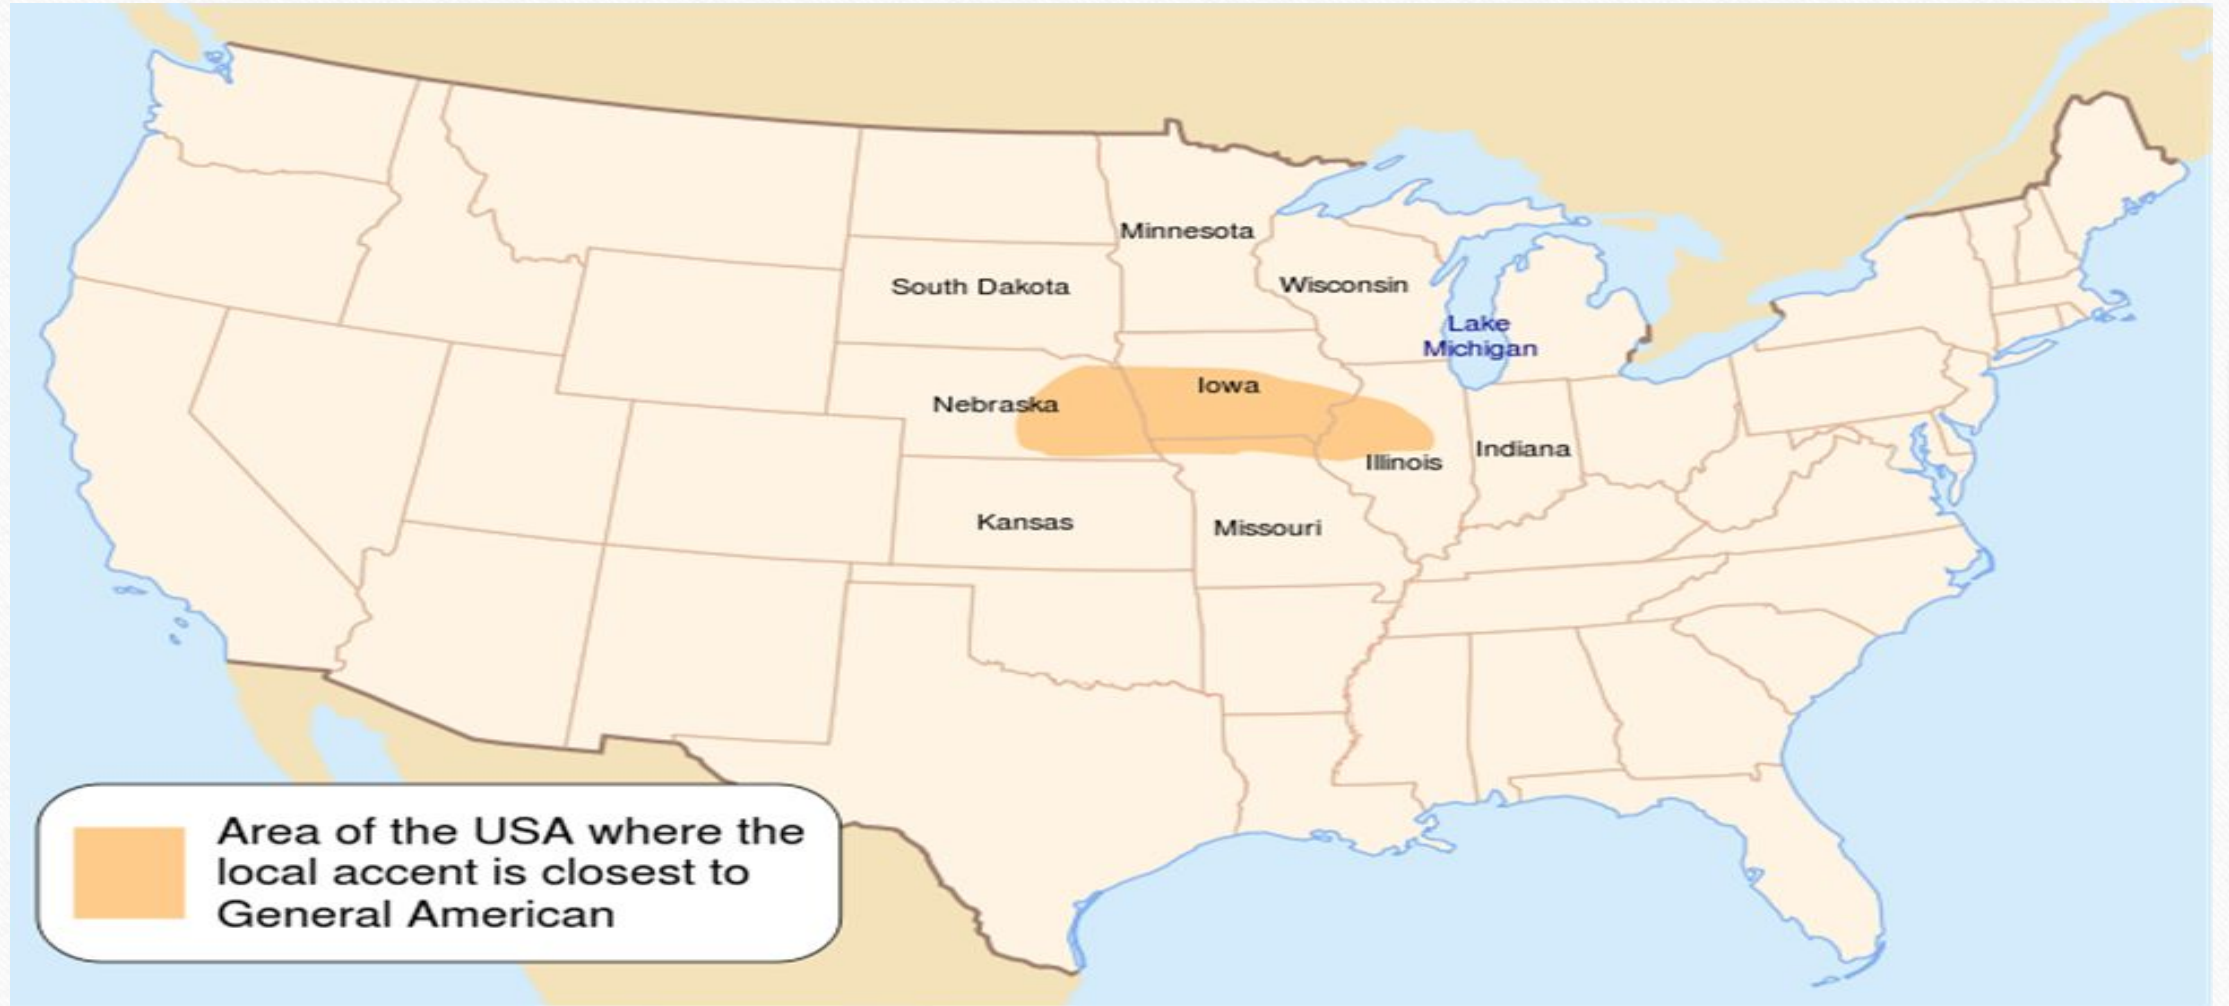 Minnesota
South Dakota
Wisconsin
Lake
Michigan
Iowa
Nebraska
Indiana
Illinois
Kansas
Missouri
Area of the USA where the
local accent is closest to
General American